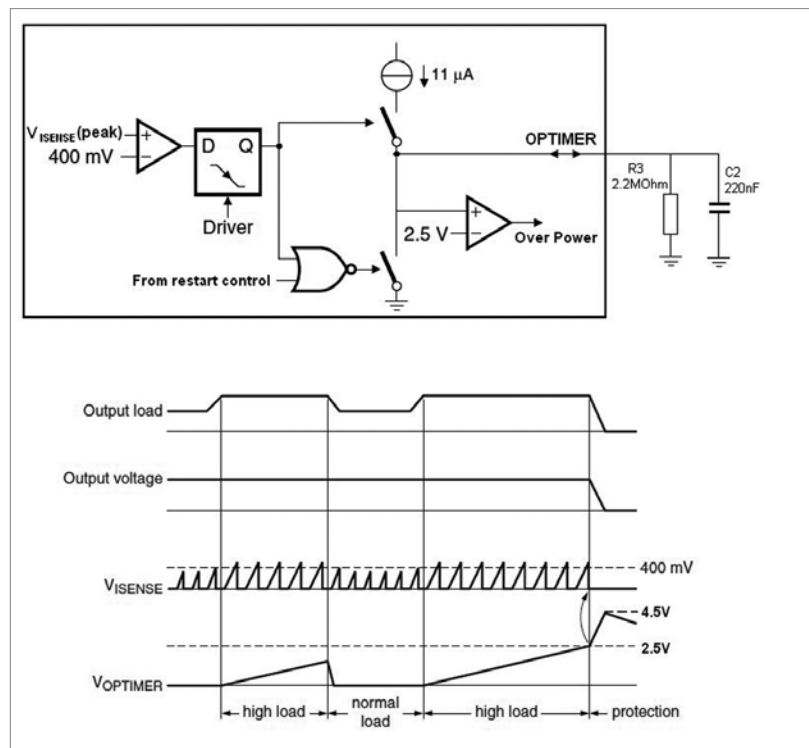 11 μA
VISENSE(peak)
400 mV
+
−
D Q
Driver
OPTIMER
R3
2.2MOhm
C2
220nF
+
2.5 V
−
Over Power
From restart control
Output load
Output voltage
VISENSE
400 mV
4.5V
2.5V
VOPTIMER
high load
normal
load
high load
protection